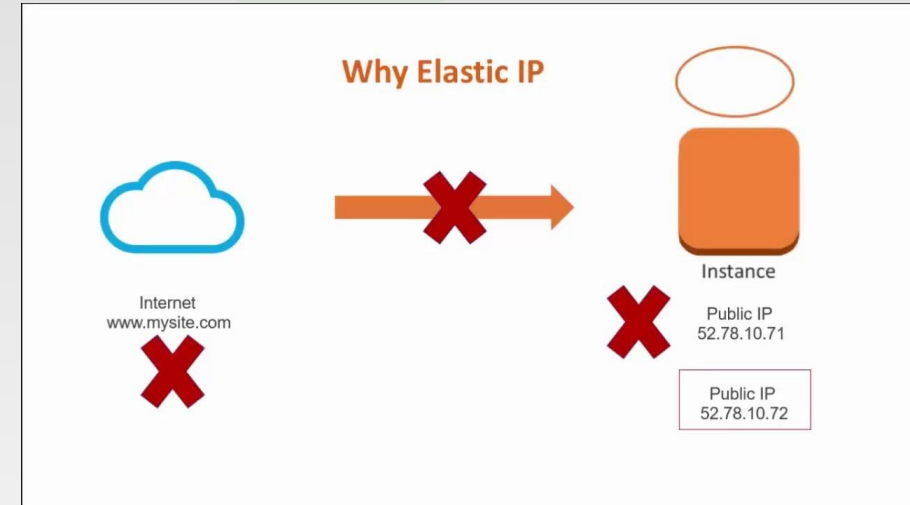 Why Elastic IP
Internet
www.mysite.com
Instance
Public IP
52.78.10.71
Public IP
52.78.10.72